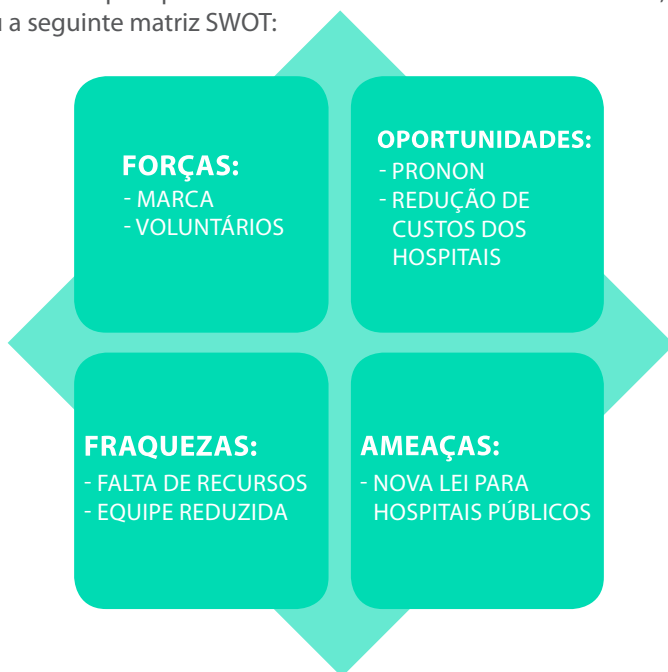 a seguinte matriz SWOT:
FORÇAS:
- MARCA
- VOLUNTÁRIOS
OPORTUNIDADES:
- PRONON
- REDUÇÃO DE
CUSTOS DOS
HOSPITAIS
FRAQUEZAS:
- FALTA DE RECURSOS
- EQUIPE REDUZIDA
AMEAÇAS:
- NOVA LEI PARA
HOSPITAIS PÚBLICOS